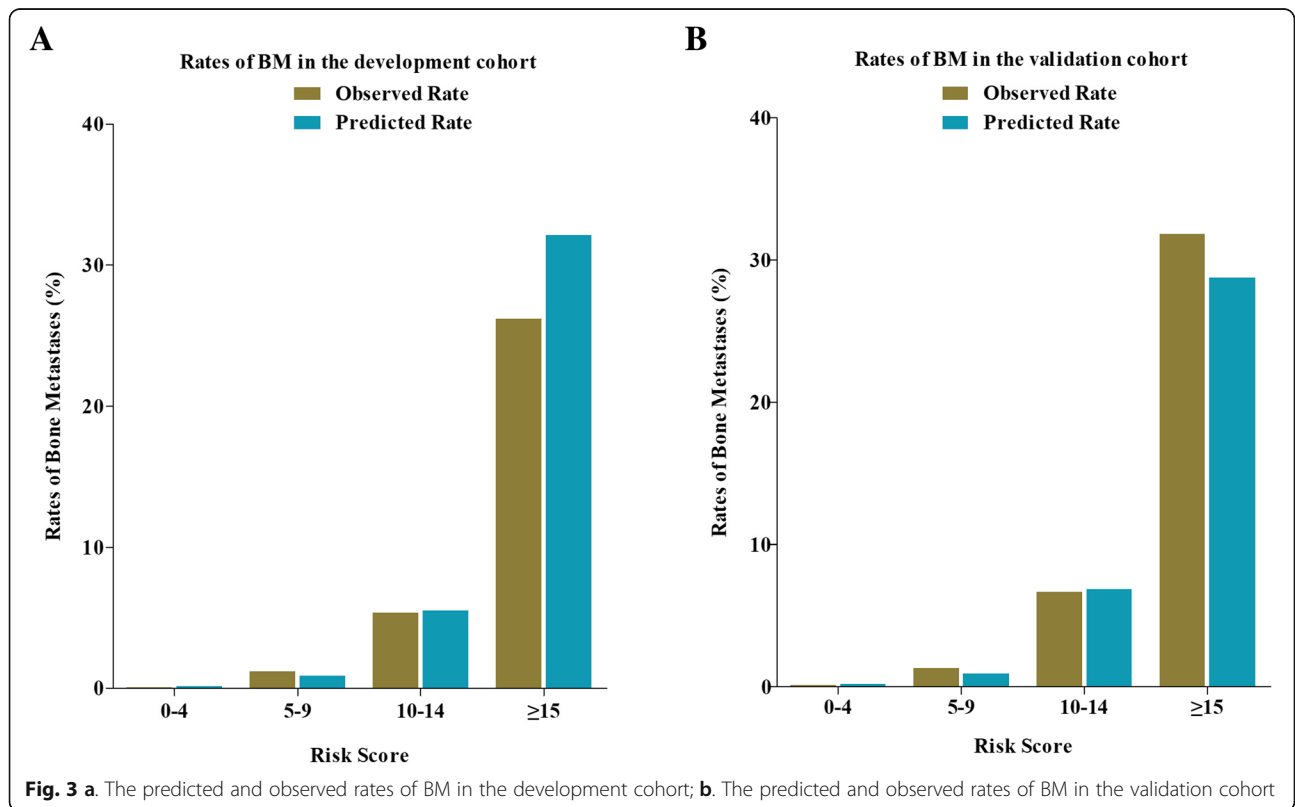 A
Rates of BM in the development cohort
Observed Rate
Predicted Rate
40
30
20
10
0
Rates of Bone Metastases (%)
0-4
5-9
10-14
≥15
Risk Score
B
Rates of BM in the validation cohort
Observed Rate
Predicted Rate
40
30
20
10
0
Rates of Bone Metastases (%)
0-4
5-9
10-14
≥15
Risk Score
Fig. 3 a. The predicted and observed rates of BM in the development cohort; b. The predicted and observed rates of BM in the validation cohort